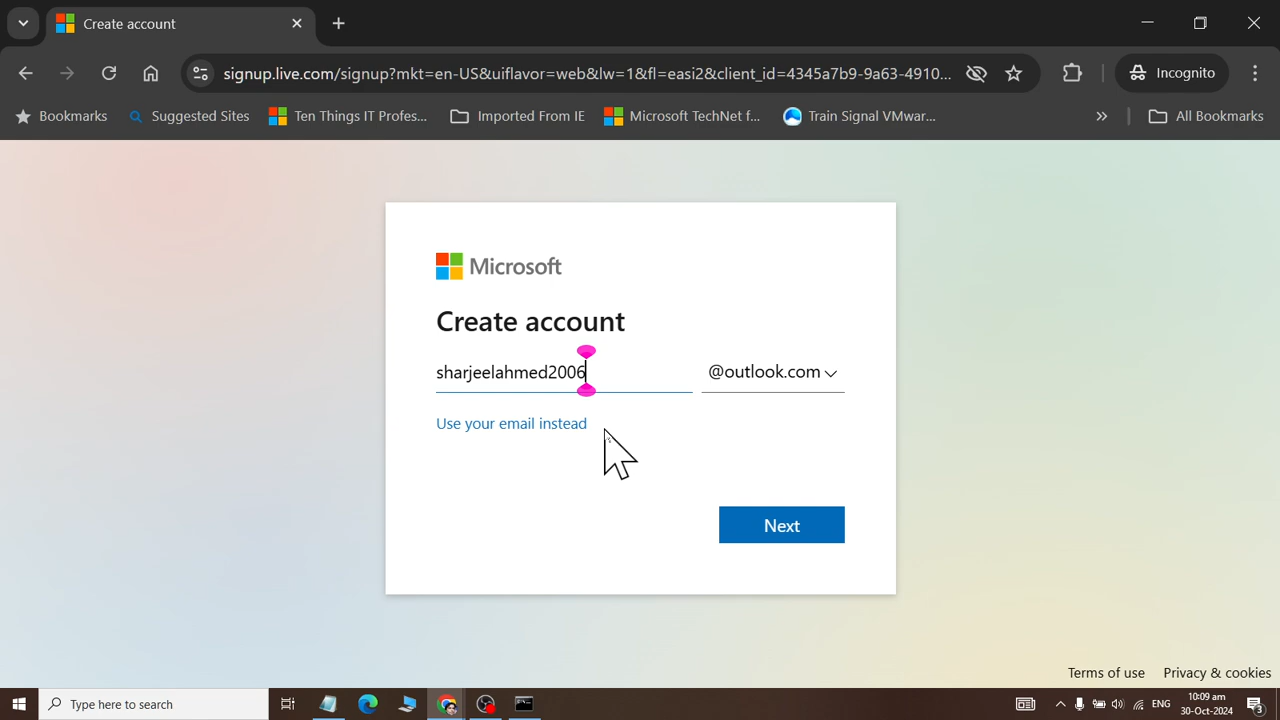 Create account
signup.live.com/signup?mkt=en-US&uiflavor=web&lw=1&fl=easi2&client_id=4345a7b9-9a63-4910...
Incognito
Bookmarks
Suggested Sites
Ten Things IT Profes...
Imported From IE
Microsoft TechNet f...
Train Signal VMwar...
»
All Bookmarks
Microsoft
Create account
sharjeelahmed2006
@outlook.com
Use your email instead
Next
Terms of use
Privacy & cookies
Type here to search
ENG
10:09 am
30-Oct-2024
3